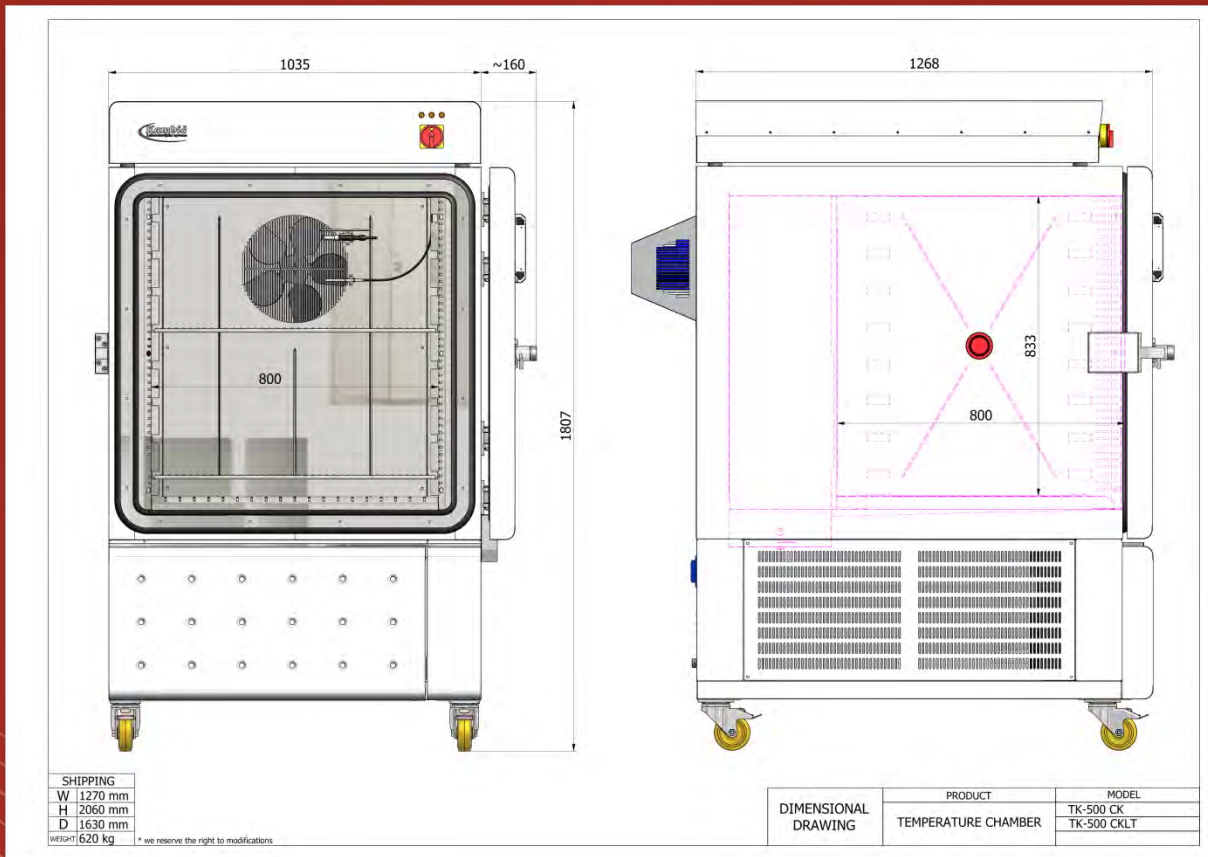 1035
~160
1268
Kambič
800
1807
833
800
SHIPPING
W 1270 mm
H 2060 mm
D 1630 mm
WEIGHT 620 kg
* we reserve the right to modifications
DIMENSIONAL
DRAWING
PRODUCT
TEMPERATURE CHAMBER
MODEL
TK-500 CK
TK-500 CKLT